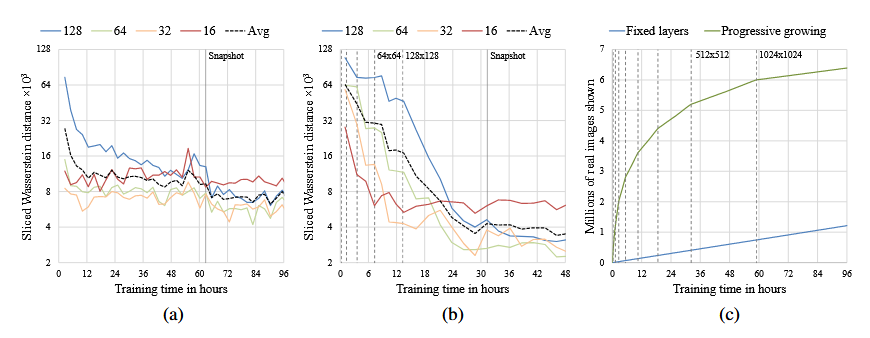 128 64 32 16 Avg
Snapshot
Sliced Wasserstein distance ×10³
128
64
32
16
8
4
2
0 12 24 36 48 60 72 84 96
Training time in hours
(a)
128 64 32 16 Avg
64x64 128x128 Snapshot
Sliced Wasserstein distance ×10³
128
64
32
16
8
4
2
0 6 12 18 24 30 36 42 48
Training time in hours
(b)
Fixed layers Progressive growing
512x512 1024x1024
Millions of real images shown
7
6
5
4
3
2
1
0
0 12 24 36 48 60 72 84 96
Training time in hours
(c)